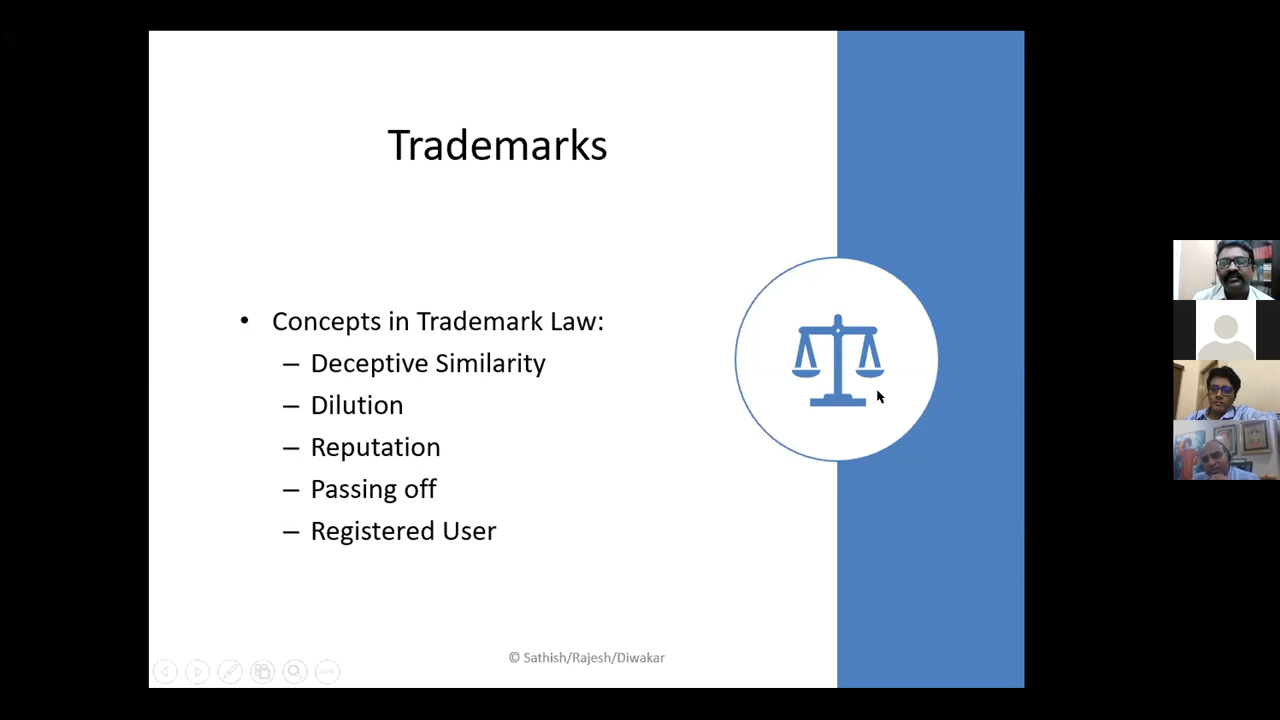 Trademarks
• Concepts in Trademark Law:
– Deceptive Similarity
– Dilution
– Reputation
– Passing off
– Registered User
© Sathish/Rajesh/Diwakar